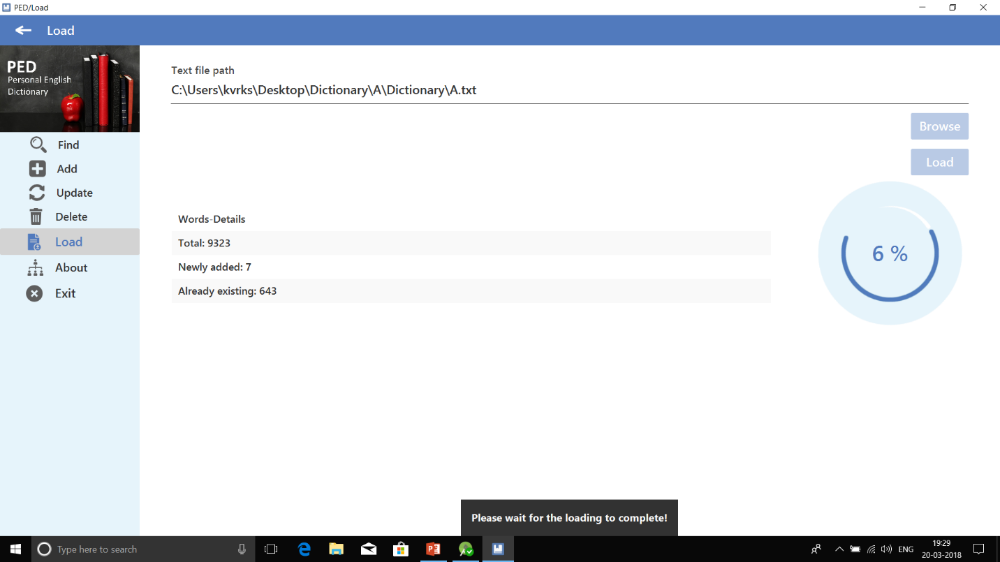 PED/Load
Load
PED
Personal English
Dictionary
Find
Add
Update
Delete
Load
About
Exit
Text file path
C:\Users\kvrks\Desktop\Dictionary\A\Dictionary\A.txt
Browse
Load
Words-Details
Total: 9323
Newly added: 7
Already existing: 643
6 %
Please wait for the loading to complete!
Type here to search
ENG
19:29
20-03-2018